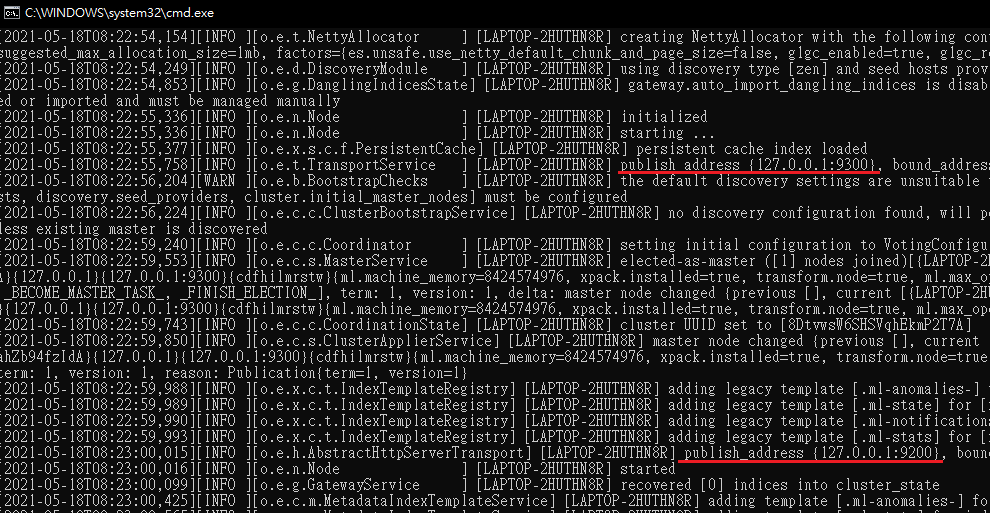 C:\WINDOWS\system32\cmd.exe
[2021-05-18T08:22:54,154][INFO ][o.e.t.NettyAllocator     ] [LAPTOP-2HUTHN8R] creating NettyAllocator with the following con
suggested_max_allocation_size=1mb, factors={es.unsafe.use_netty_default_chunk_and_page_size=false, g1gc_enabled=true, g1gc_r
[2021-05-18T08:22:54,249][INFO ][o.e.d.DiscoveryModule    ] [LAPTOP-2HUTHN8R] using discovery type [zen] and seed hosts prov
[2021-05-18T08:22:54,853][INFO ][o.e.g.DanglingIndicesState] [LAPTOP-2HUTHN8R] gateway.auto_import_dangling_indices is disab
ed or imported and must be managed manually
[2021-05-18T08:22:55,336][INFO ][o.e.n.Node               ] [LAPTOP-2HUTHN8R] initialized
[2021-05-18T08:22:55,336][INFO ][o.e.n.Node               ] [LAPTOP-2HUTHN8R] starting ...
[2021-05-18T08:22:55,377][INFO ][o.e.x.s.c.f.PersistentCache] [LAPTOP-2HUTHN8R] persistent cache index loaded
[2021-05-18T08:22:55,758][INFO ][o.e.t.TransportService   ] [LAPTOP-2HUTHN8R] publish_address {127.0.0.1:9300}, bound_addres
[2021-05-18T08:22:56,204][WARN ][o.e.b.BootstrapChecks    ] [LAPTOP-2HUTHN8R] the default discovery settings are unsuitable
sts, discovery.seed_providers, cluster.initial_master_nodes] must be configured
[2021-05-18T08:22:56,224][INFO ][o.e.c.c.ClusterBootstrapService] [LAPTOP-2HUTHN8R] no discovery configuration found, will pe
less existing master is discovered
[2021-05-18T08:22:59,240][INFO ][o.e.c.c.Coordinator      ] [LAPTOP-2HUTHN8R] setting initial configuration to VotingConfigu
[2021-05-18T08:22:59,553][INFO ][o.e.c.s.MasterService    ] [LAPTOP-2HUTHN8R] elected-as-master ([1] nodes joined)[{LAPTOP-2
A}{127.0.0.1}{127.0.0.1:9300}{cdfhilmrstw}{ml.machine_memory=8424574976, xpack.installed=true, transform.node=true, ml.max_op
_BECOME_MASTER_TASK_, _FINISH_ELECTION_], term: 1, version: 1, delta: master node changed {previous [], current [{LAPTOP-2HU
A}{127.0.0.1}{127.0.0.1:9300}{cdfhilmrstw}{ml.machine_memory=8424574976, xpack.installed=true, transform.node=true, ml.max_ope
[2021-05-18T08:22:59,743][INFO ][o.e.c.c.CoordinationState] [LAPTOP-2HUTHN8R] cluster UUID set to [8DtvwsW6SHSVqhEkmP2T7A]
[2021-05-18T08:22:59,850][INFO ][o.e.c.s.ClusterApplierService] [LAPTOP-2HUTHN8R] master node changed {previous [], current
ahZb94fzIdA}{127.0.0.1}{127.0.0.1:9300}{cdfhilmrstw}{ml.machine_memory=8424574976, xpack.installed=true, transform.node=true
term: 1, version: 1, reason: Publication{term=1, version=1}
[2021-05-18T08:22:59,988][INFO ][o.e.x.c.t.IndexTemplateRegistry] [LAPTOP-2HUTHN8R] adding legacy template [.ml-anomalies-]
[2021-05-18T08:22:59,989][INFO ][o.e.x.c.t.IndexTemplateRegistry] [LAPTOP-2HUTHN8R] adding legacy template [.ml-state] for [
[2021-05-18T08:22:59,990][INFO ][o.e.x.c.t.IndexTemplateRegistry] [LAPTOP-2HUTHN8R] adding legacy template [.ml-notifications
[2021-05-18T08:22:59,993][INFO ][o.e.x.c.t.IndexTemplateRegistry] [LAPTOP-2HUTHN8R] adding legacy template [.ml-stats] for [
[2021-05-18T08:23:00,015][INFO ][o.e.h.AbstractHttpServerTransport] [LAPTOP-2HUTHN8R] publish_address {127.0.0.1:9200}, boun
[2021-05-18T08:23:00,016][INFO ][o.e.n.Node               ] [LAPTOP-2HUTHN8R] started
[2021-05-18T08:23:00,099][INFO ][o.e.g.GatewayService     ] [LAPTOP-2HUTHN8R] recovered [0] indices into cluster_state
[2021-05-18T08:23:00,425][INFO ][o.e.c.m.MetadataIndexTemplateService] [LAPTOP-2HUTHN8R] adding template [.ml-anomalies-] fo